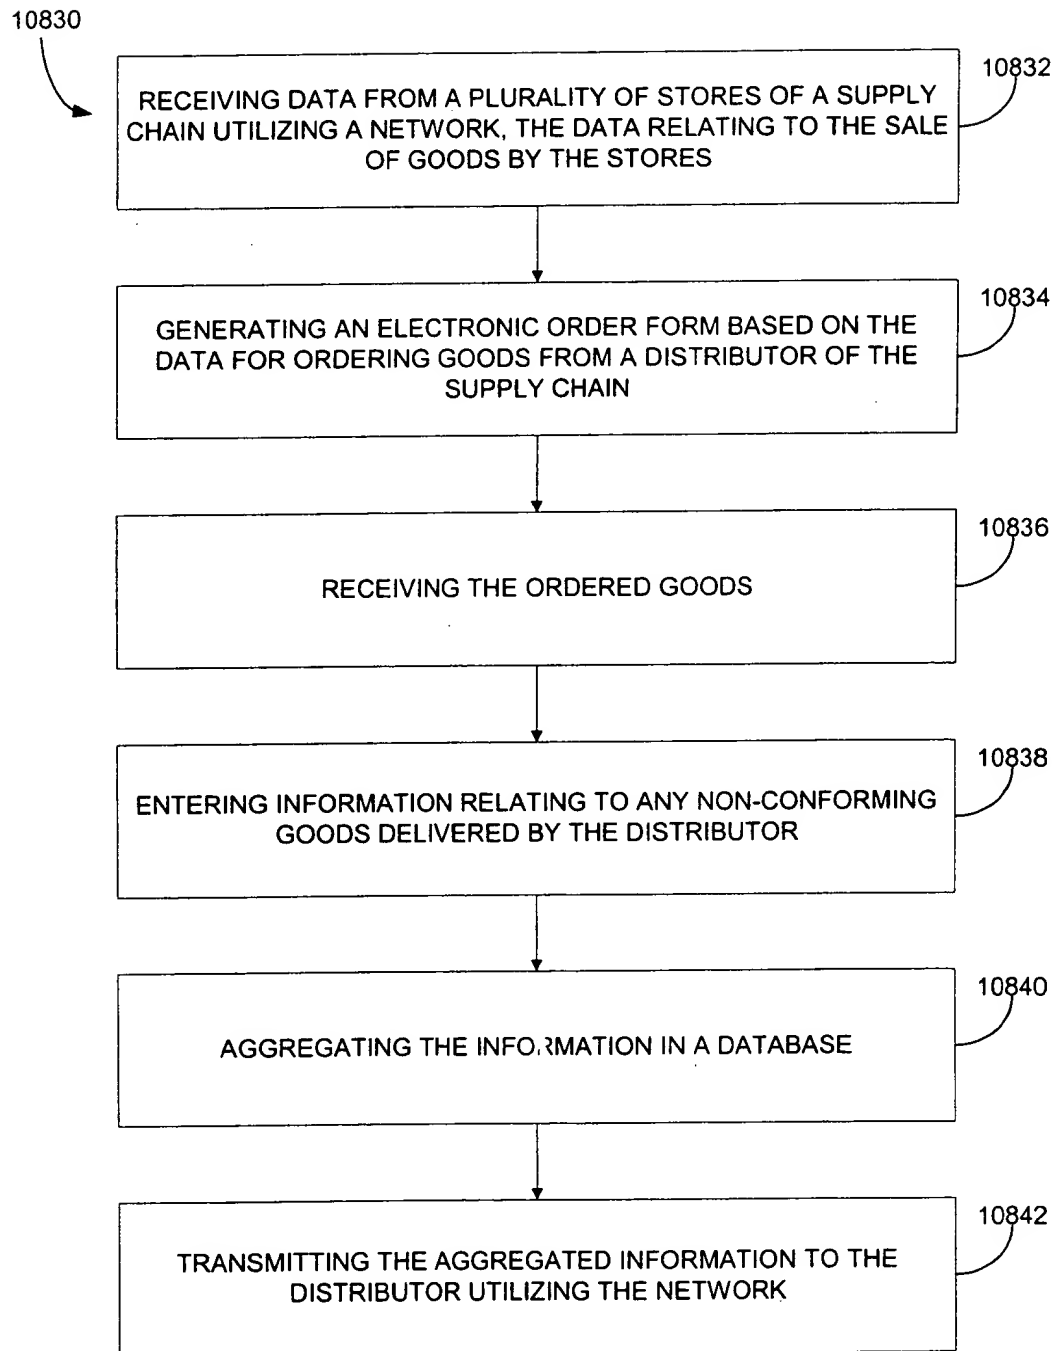 10830
10832
RECEIVING DATA FROM A PLURALITY OF STORES OF A SUPPLY
CHAIN UTILIZING A NETWORK, THE DATA RELATING TO THE SALE
OF GOODS BY THE STORES
10834
GENERATING AN ELECTRONIC ORDER FORM BASED ON THE
DATA FOR ORDERING GOODS FROM A DISTRIBUTOR OF THE
SUPPLY CHAIN
10836
RECEIVING THE ORDERED GOODS
10838
ENTERING INFORMATION RELATING TO ANY NON-CONFORMING
GOODS DELIVERED BY THE DISTRIBUTOR
10840
AGGREGATING THE INFORMATION IN A DATABASE
10842
TRANSMITTING THE AGGREGATED INFORMATION TO THE
DISTRIBUTOR UTILIZING THE NETWORK